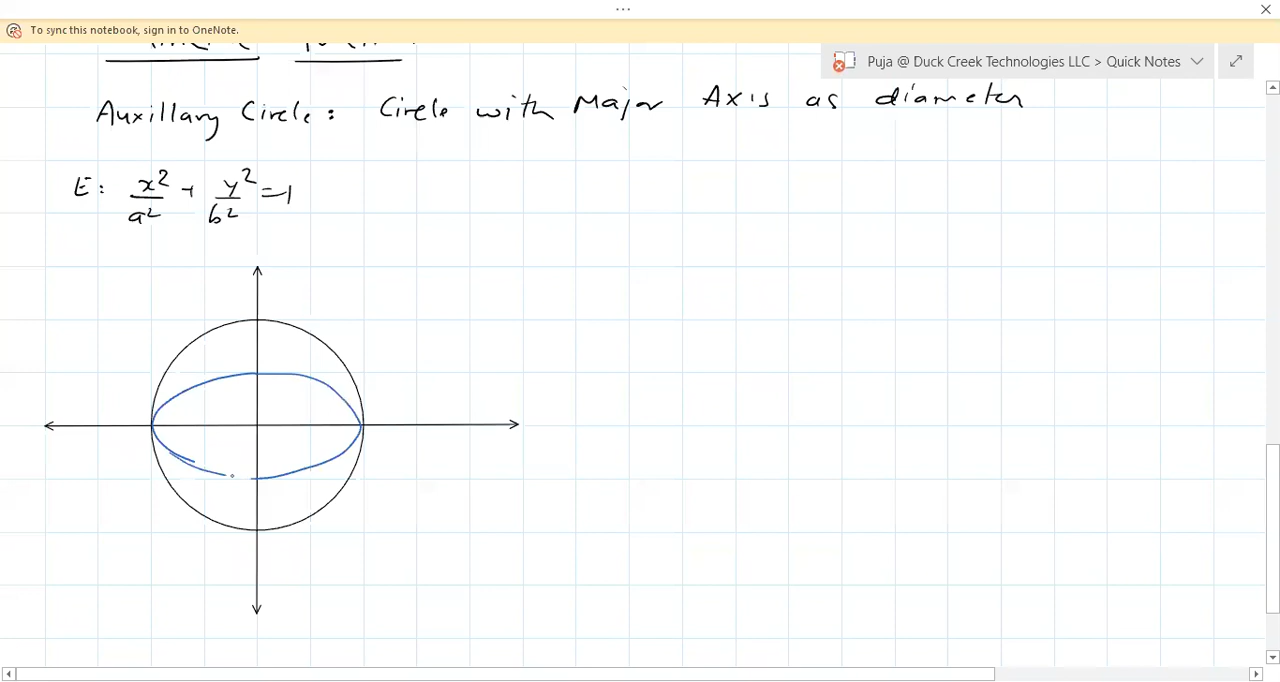 ...
To sync this notebook, sign in to OneNote.
Puja @ Duck Creek Technologies LLC > Quick Notes
Auxillary Circle: Circle with Major Axis as diameter
E: x²/a² + y²/b² = 1